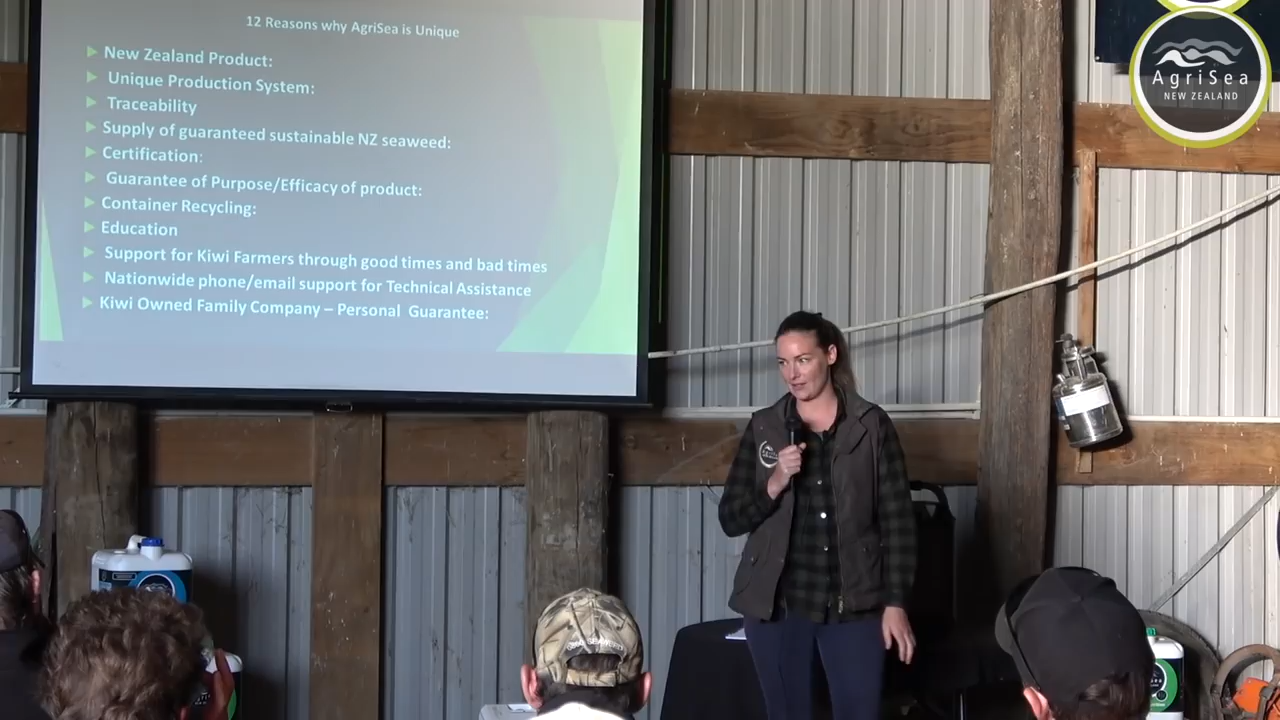 12 Reasons why AgriSea is Unique
New Zealand Product:
Unique Production System:
Traceability
Supply of guaranteed sustainable NZ seaweed:
Certification:
Guarantee of Purpose/Efficacy of product:
Container Recycling:
Education
Support for Kiwi Farmers through good times and bad times
Nationwide phone/email support for Technical Assistance
Kiwi Owned Family Company – Personal Guarantee:
AgriSea
NEW ZEALAND